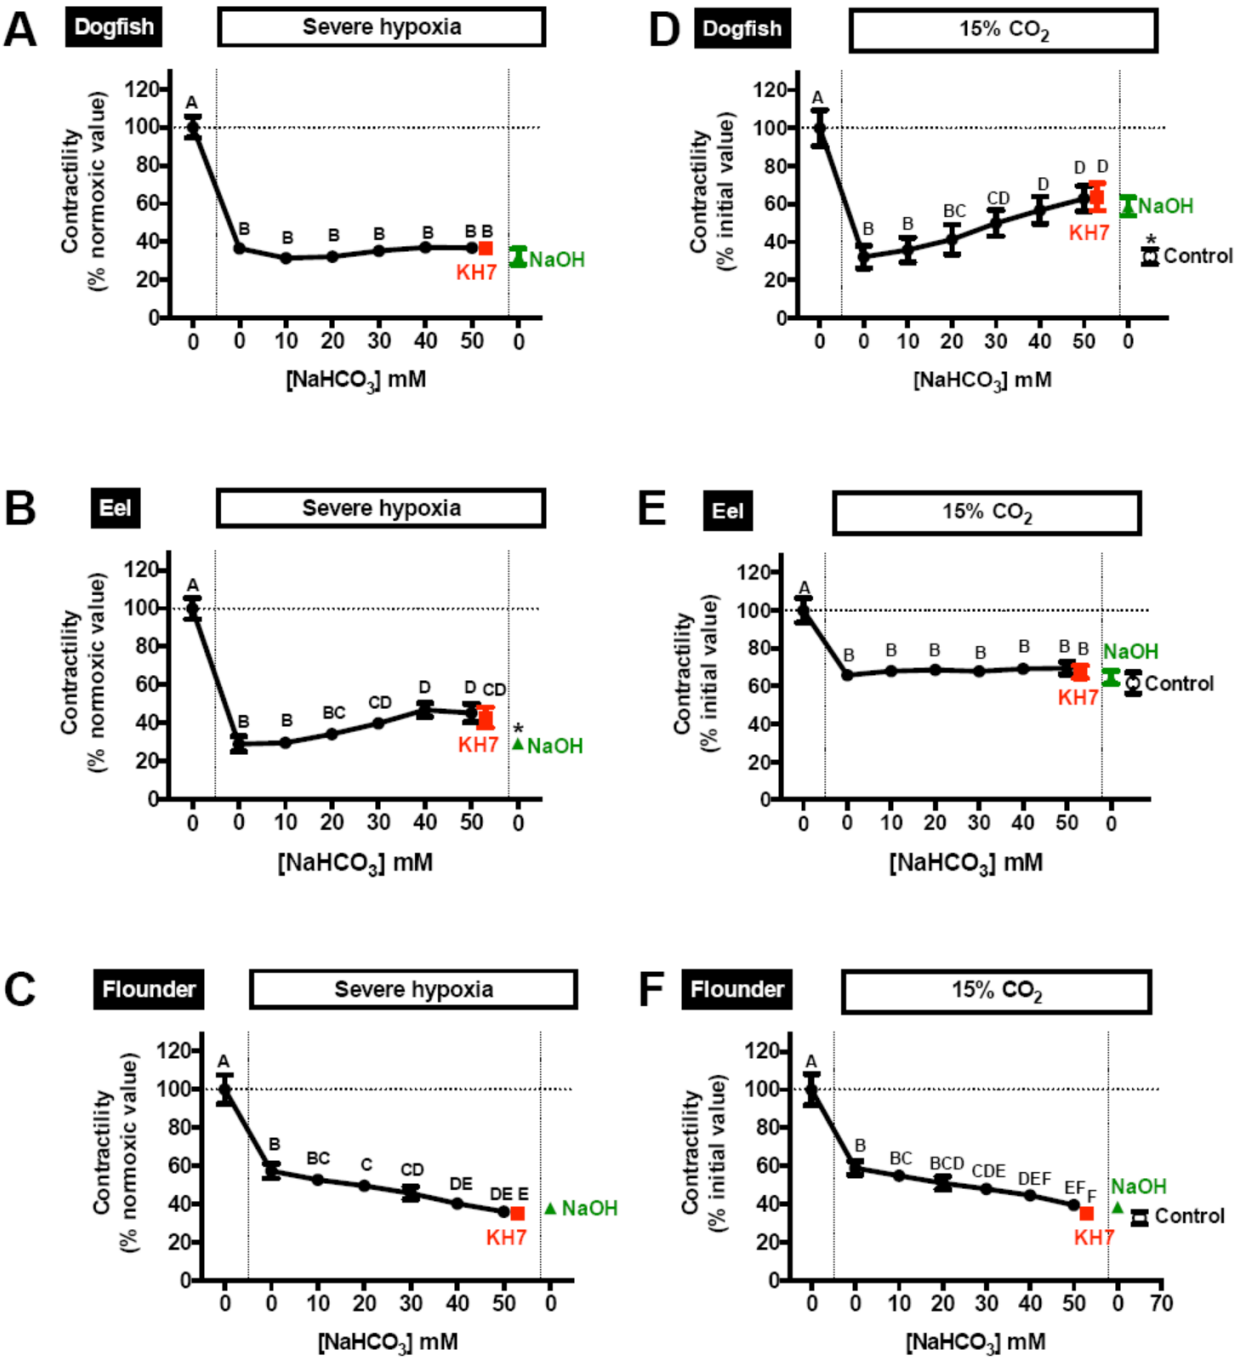 A Dogfish Severe hypoxia
Contractility
(% normoxic value)
120
100
80
60
40
20
0
A
B
B
B
B
B
B B
KH7
NaOH
0 0 10 20 30 40 50 0
[NaHCO3] mM
D Dogfish 15% CO2
Contractility
(% initial value)
120
100
80
60
40
20
0
A
B
B
BC
CD
D
D D
KH7
NaOH
*
Control
0 0 10 20 30 40 50 0
[NaHCO3] mM
B Eel Severe hypoxia
Contractility
(% normoxic value)
120
100
80
60
40
20
0
A
B
B
BC
CD
D
D CD
KH7
*
NaOH
0 0 10 20 30 40 50 0
[NaHCO3] mM
E Eel 15% CO2
Contractility
(% initial value)
120
100
80
60
40
20
0
A
B
B
B
B
B
B B
KH7
NaOH
Control
0 0 10 20 30 40 50 0
[NaHCO3] mM
C Flounder Severe hypoxia
Contractility
(% normoxic value)
120
100
80
60
40
20
0
A
B
BC
C
CD
DE
DE E
KH7
NaOH
0 0 10 20 30 40 50 0
[NaHCO3] mM
F Flounder 15% CO2
Contractility
(% initial value)
120
100
80
60
40
20
0
A
B
BC
BCD
CDE
DEF
EF F
KH7
NaOH
Control
0 0 10 20 30 40 50 0 70
[NaHCO3] mM